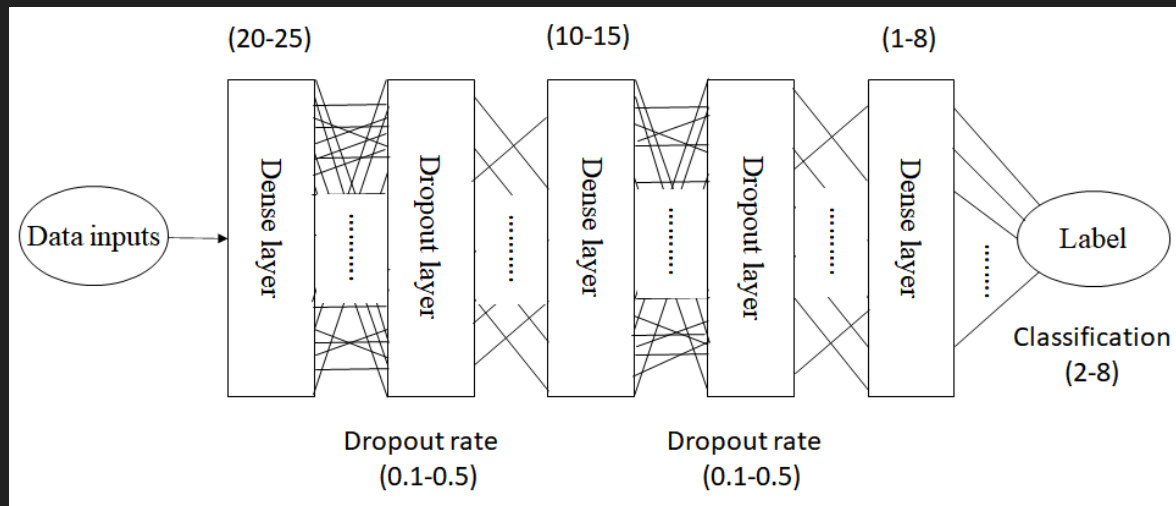 (20-25)
(10-15)
(1-8)
Data inputs
Dense layer
.........
Dropout layer
.........
Dense layer
.........
Dropout layer
.........
Dense layer
.......
Label
Classification
(2-8)
Dropout rate
(0.1-0.5)
Dropout rate
(0.1-0.5)